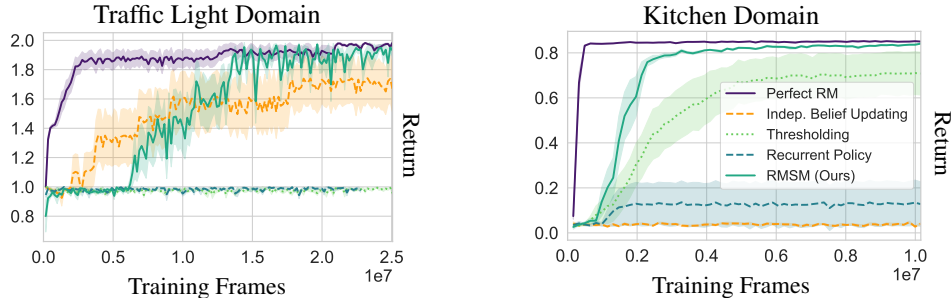 Traffic Light Domain
2.0
1.8
1.6
1.4
1.2
1.0
0.8
0.0
0.5
1.0
1.5
2.0
2.5
1e7
Training Frames
Return
Kitchen Domain
0.8
0.6
0.4
0.2
0.0
Perfect RM
Indep. Belief Updating
Thresholding
Recurrent Policy
RMSM (Ours)
0.0
0.2
0.4
0.6
0.8
1.0
1e7
Training Frames
Return